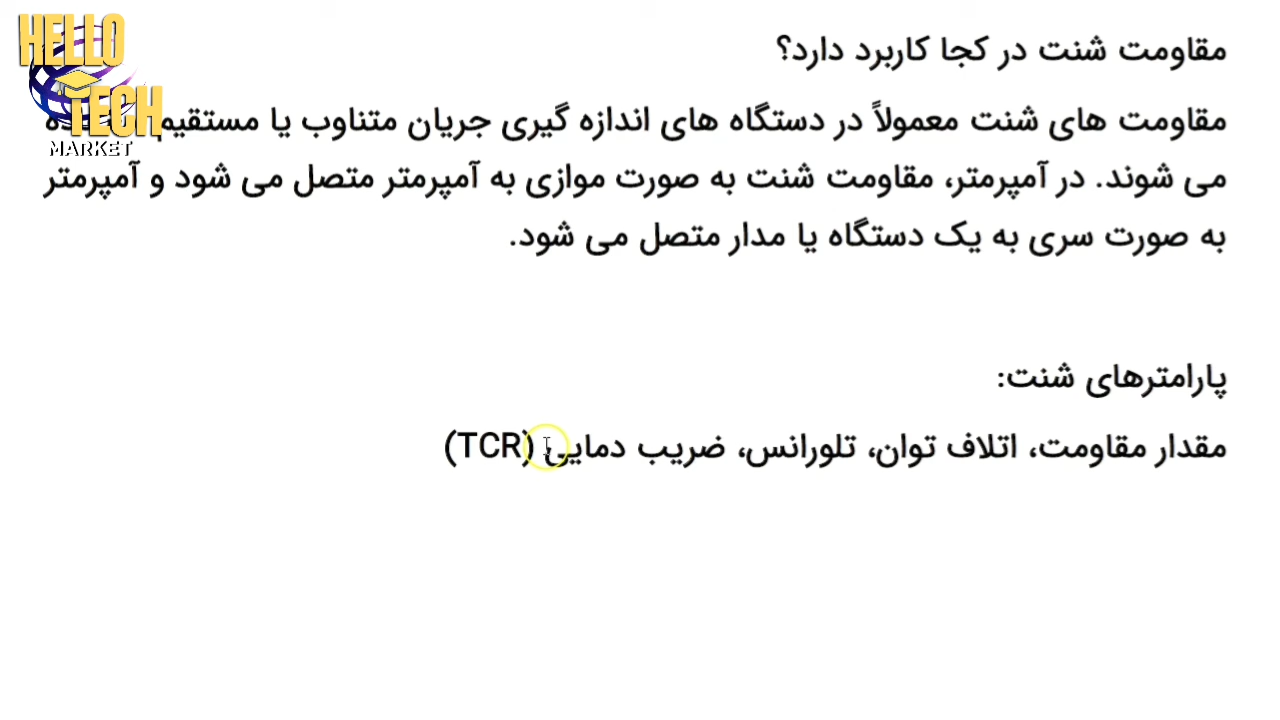 HELLO
TECH
MARKET
مقاومت شنت در کجا کاربرد دارد؟
مقاومت های شنت معمولاً در دستگاه های اندازه گیری جریان متناوب یا مستقیم
می شوند. در آمپرمتر، مقاومت شنت به صورت موازی به آمپرمتر متصل می شود و آمپرمتر
به صورت سری به یک دستگاه یا مدار متصل می شود.
پارامترهای شنت:
مقدار مقاومت، اتلاف توان، تلورانس، ضریب دمایی (TCR)